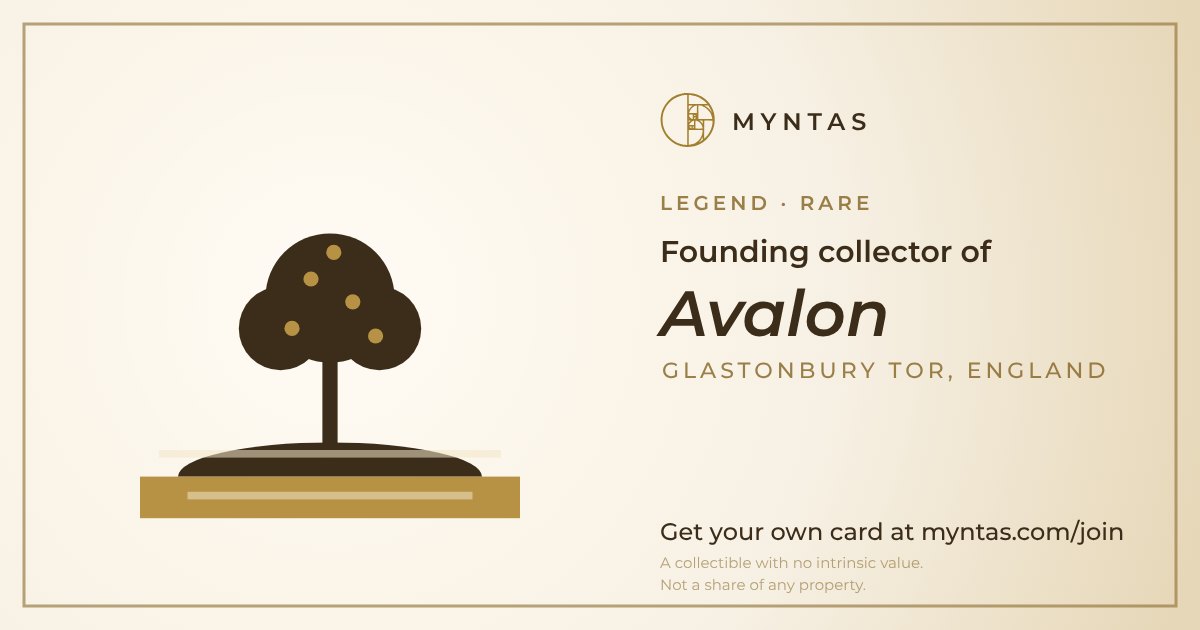 MYNTAS
LEGEND · RARE
Founding collector of
Avalon
GLASTONBURY TOR, ENGLAND
Get your own card at myntas.com/join
A collectible with no intrinsic value.
Not a share of any property.